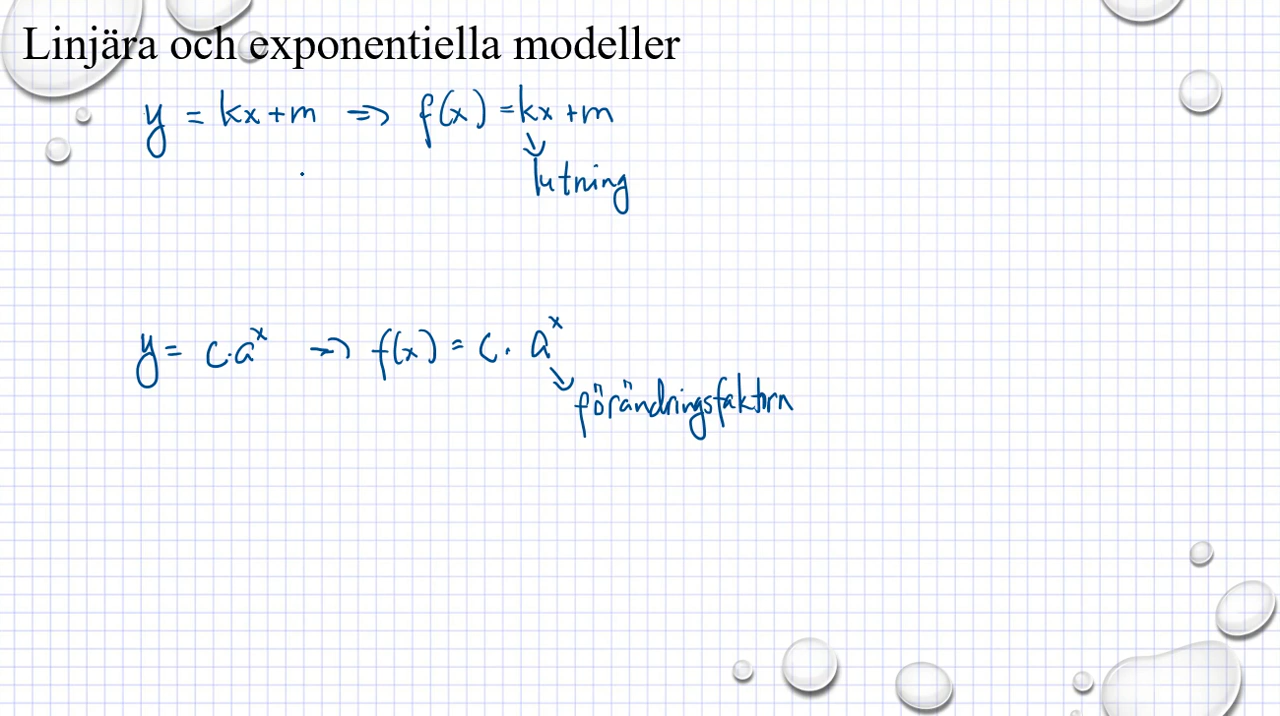 Linjära och exponentiella modeller
y = kx+m => f(x) = kx+m
lutning
y = C·a^x => f(x) = C· a^x
förändringsfaktorn